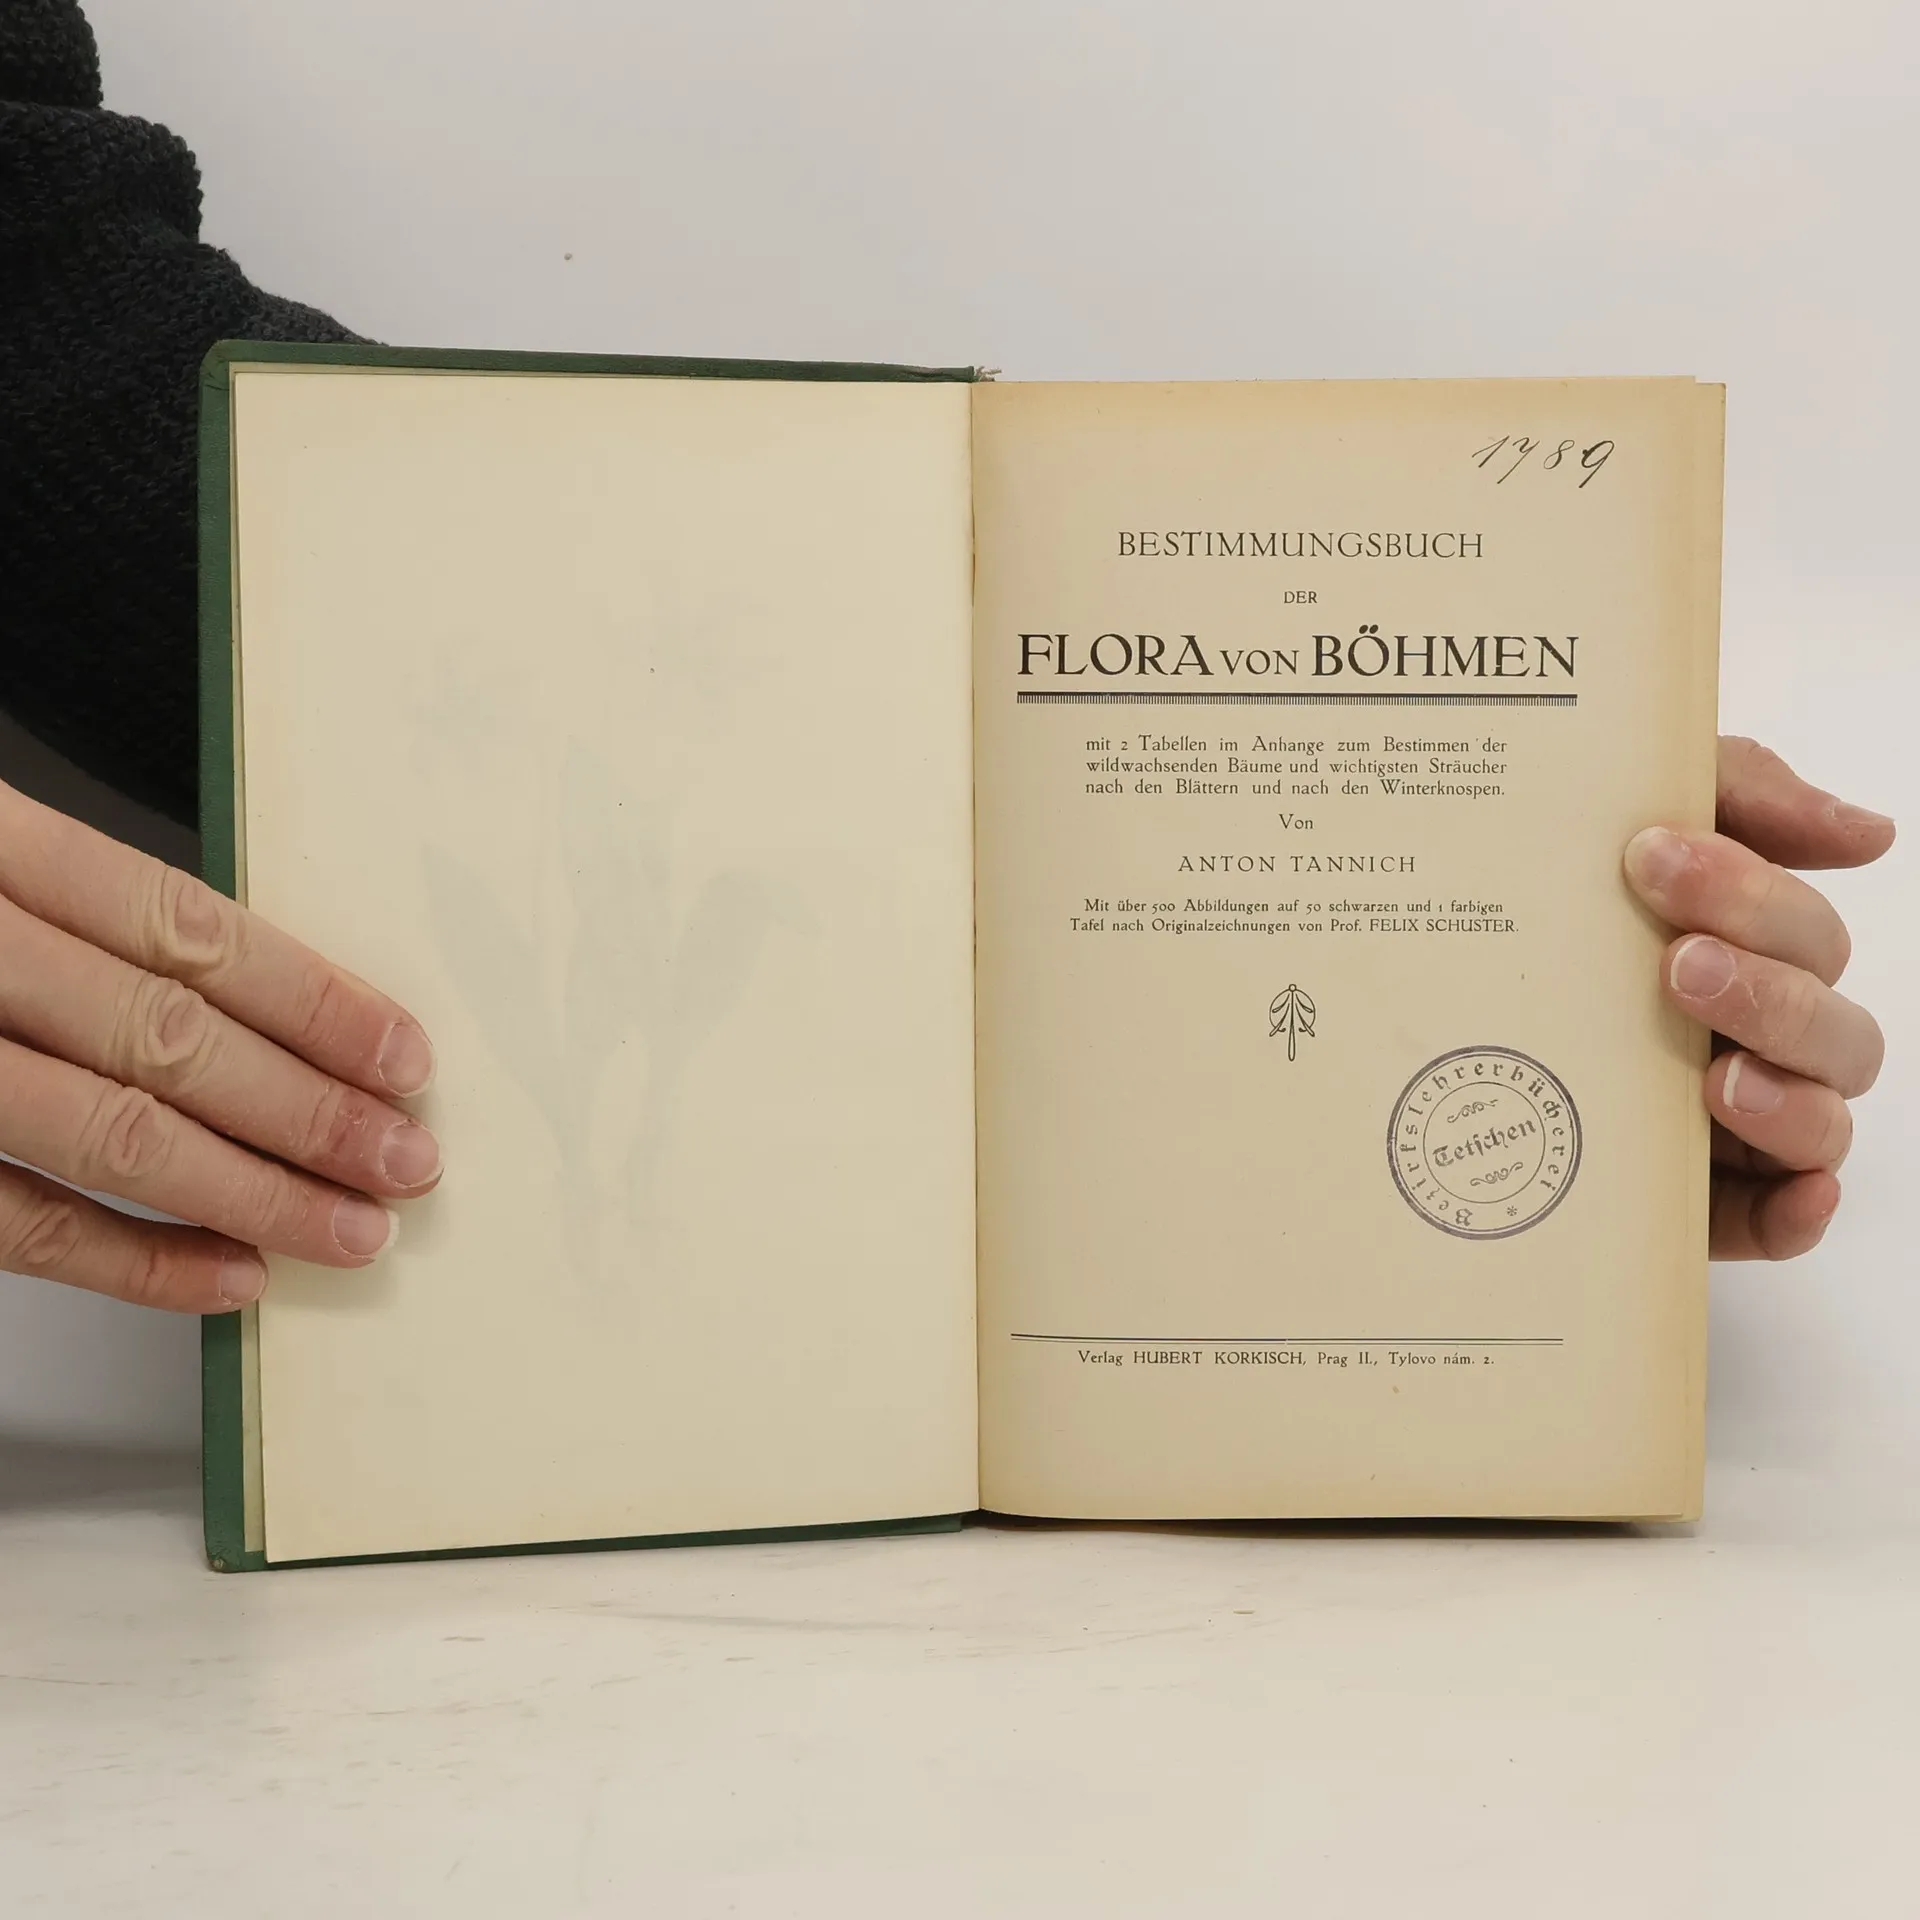 1789
BESTIMMUNGSBUCH
DER
FLORA VON BÖHMEN
mit 2 Tabellen im Anhange zum Bestimmen der
wildwachsenden Bäume und wichtigsten Sträucher
nach den Blättern und nach den Winterknospen.
Von
ANTON TANNICH
Mit über 500 Abbildungen auf 50 schwarzen und 1 farbigen
Tafel nach Originalzeichnungen von Prof. FELIX SCHUSTER.
Bezirkslehrerbücherei *
Tetschen
Verlag HUBERT KORKISCH, Prag II., Tylovo nám. 2.